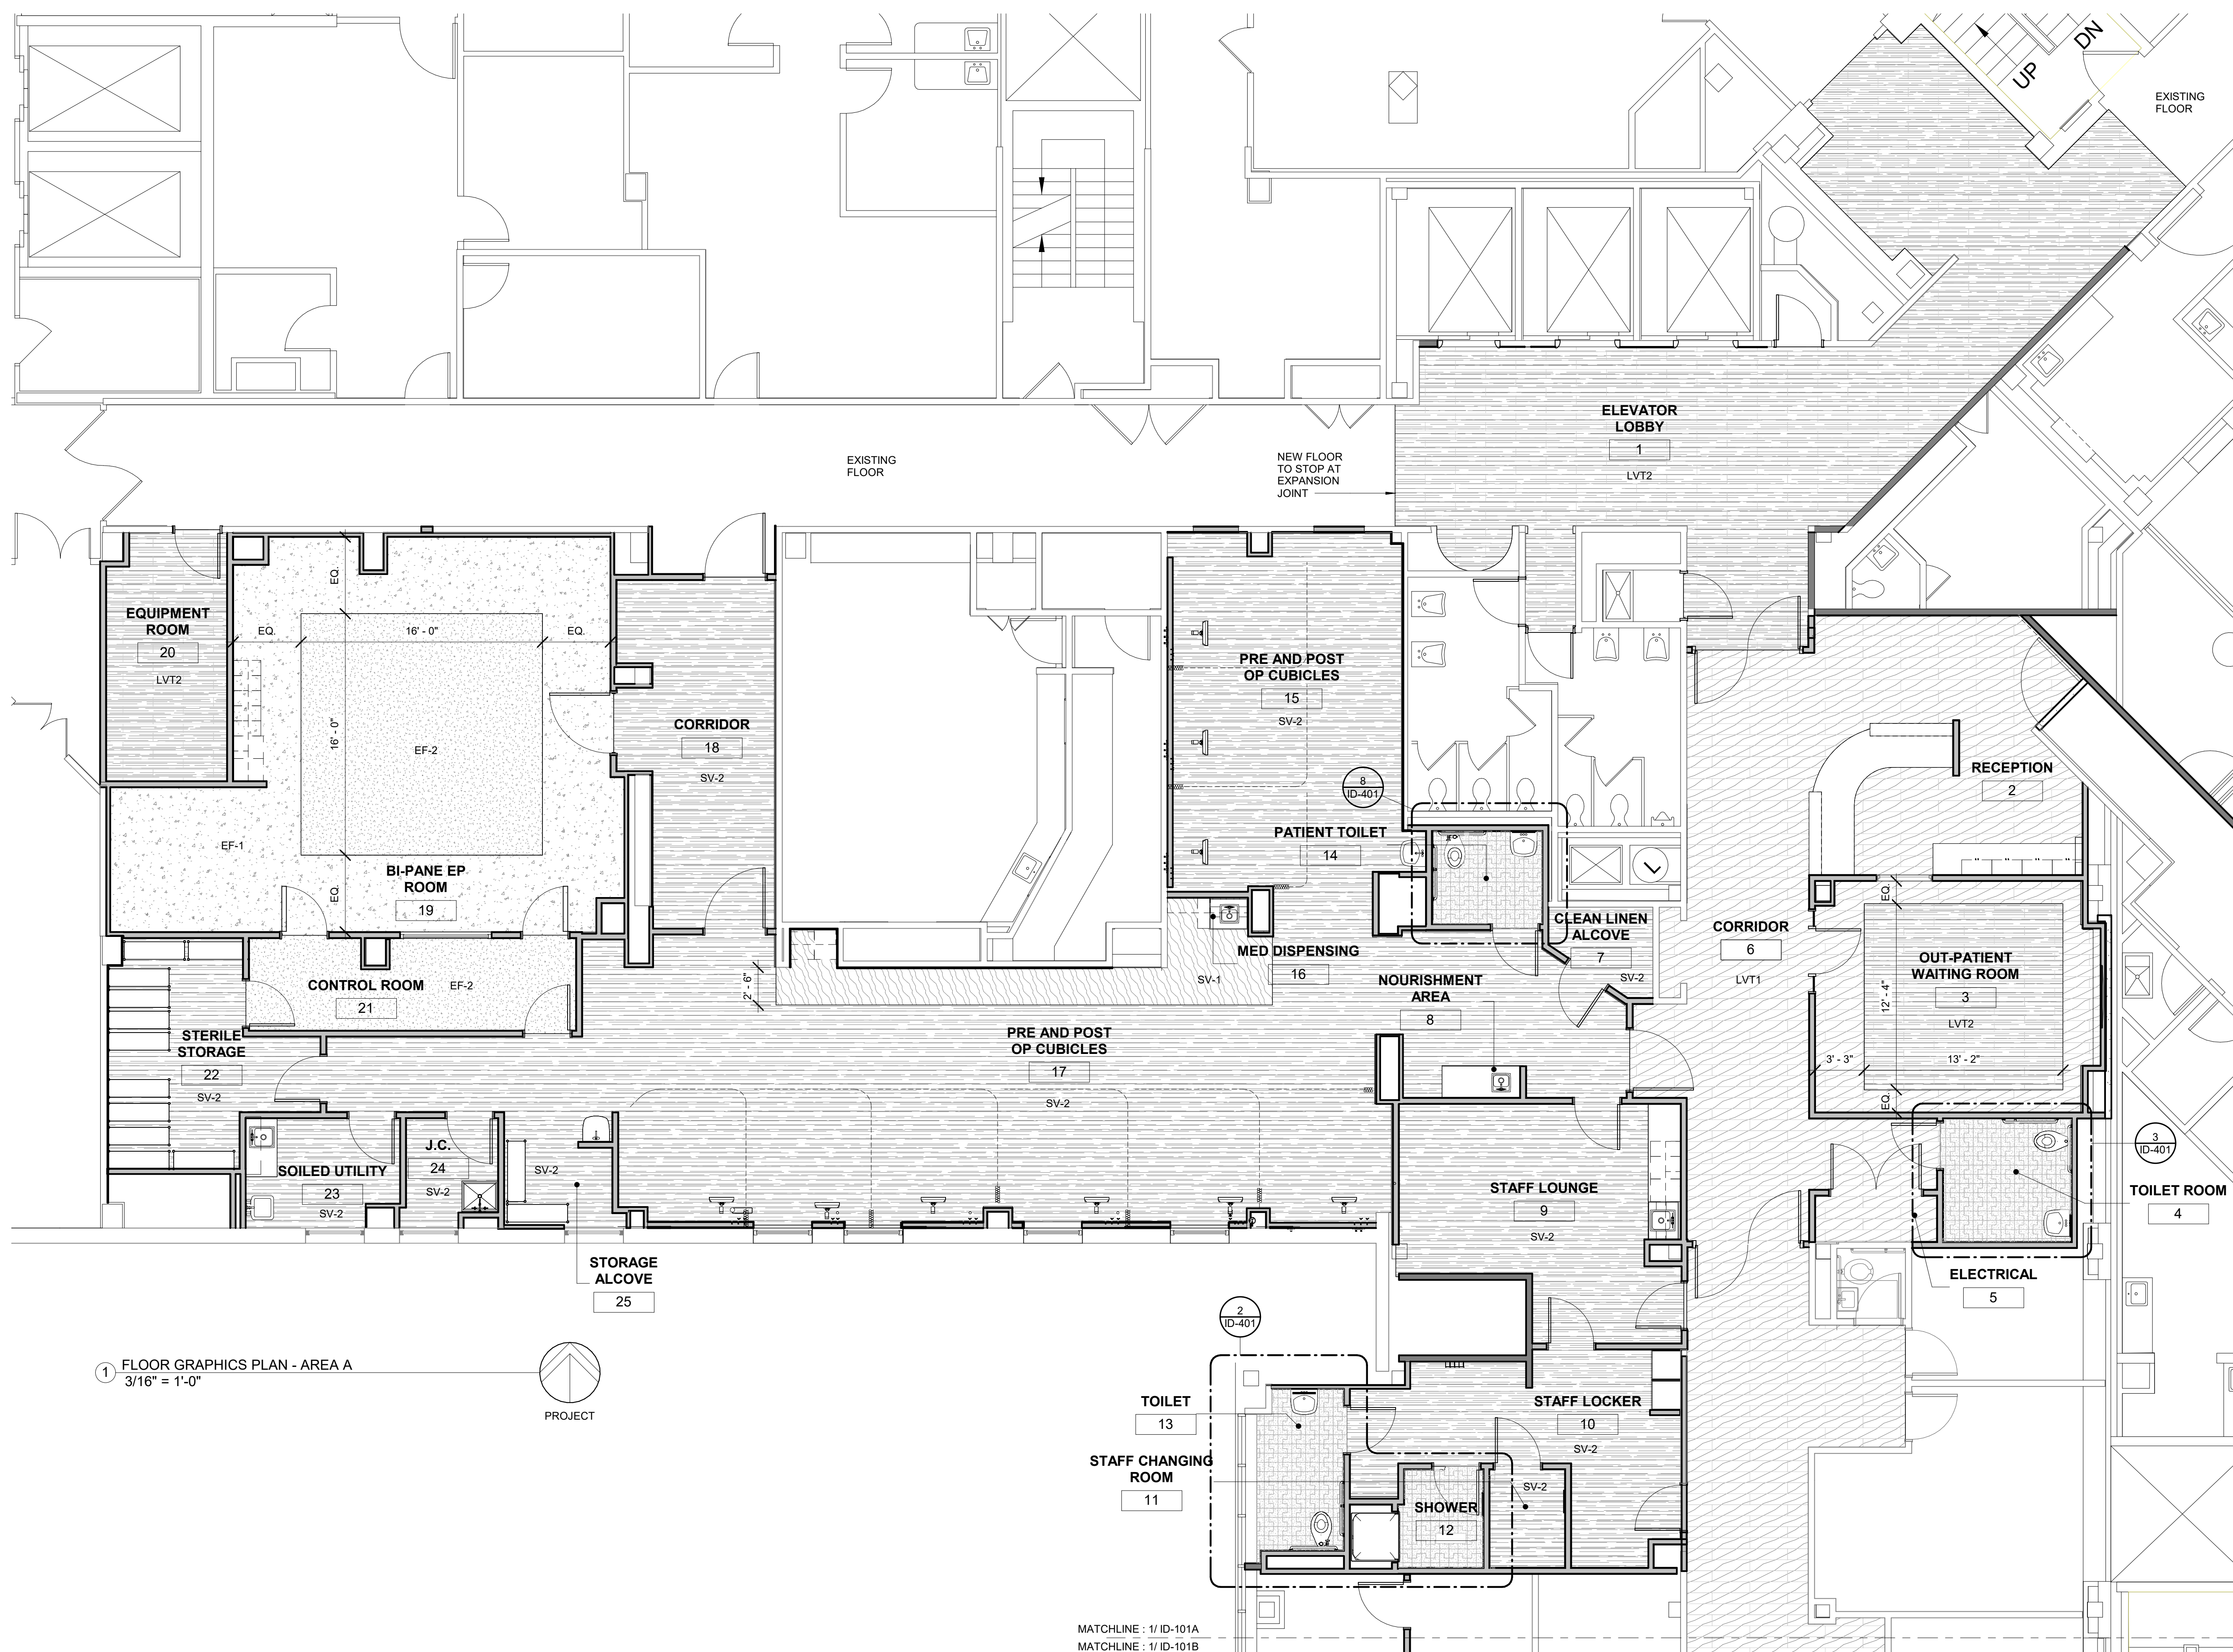 UP
DN
EXISTING
FLOOR
ELEVATOR
LOBBY
1
LVT2
EXISTING
FLOOR
NEW FLOOR
TO STOP AT
EXPANSION
JOINT
EQUIPMENT
ROOM
20
LVT2
EQ.
EQ.
16' - 0"
EQ.
16' - 0"
EF-2
EF-1
BI-PANE EP
ROOM
19
EQ.
CORRIDOR
18
SV-2
PRE AND POST
OP CUBICLES
15
SV-2
8
ID-401
PATIENT TOILET
14
RECEPTION
2
L
CLEAN LINEN
ALCOVE
7
SV-2
CORRIDOR
6
LVT1
EQ.
OUT-PATIENT
WAITING ROOM
3
LVT2
12' - 4"
3' - 3"
13' - 2"
EQ.
MED DISPENSING
16
SV-1
2' - 6"
NOURISHMENT
AREA
8
CONTROL ROOM
21
EF-2
STERILE
STORAGE
22
SV-2
PRE AND POST
OP CUBICLES
17
SV-2
SOILED UTILITY
23
SV-2
J.C.
24
SV-2
SV-2
STORAGE
ALCOVE
25
STAFF LOUNGE
9
SV-2
3
ID-401
TOILET ROOM
4
ELECTRICAL
5
2
ID-401
1
FLOOR GRAPHICS PLAN - AREA A
3/16" = 1'-0"
PROJECT
TOILET
13
STAFF LOCKER
10
SV-2
STAFF CHANGING
ROOM
11
SV-2
SHOWER
12
MATCHLINE : 1/ ID-101A
MATCHLINE : 1/ ID-101B